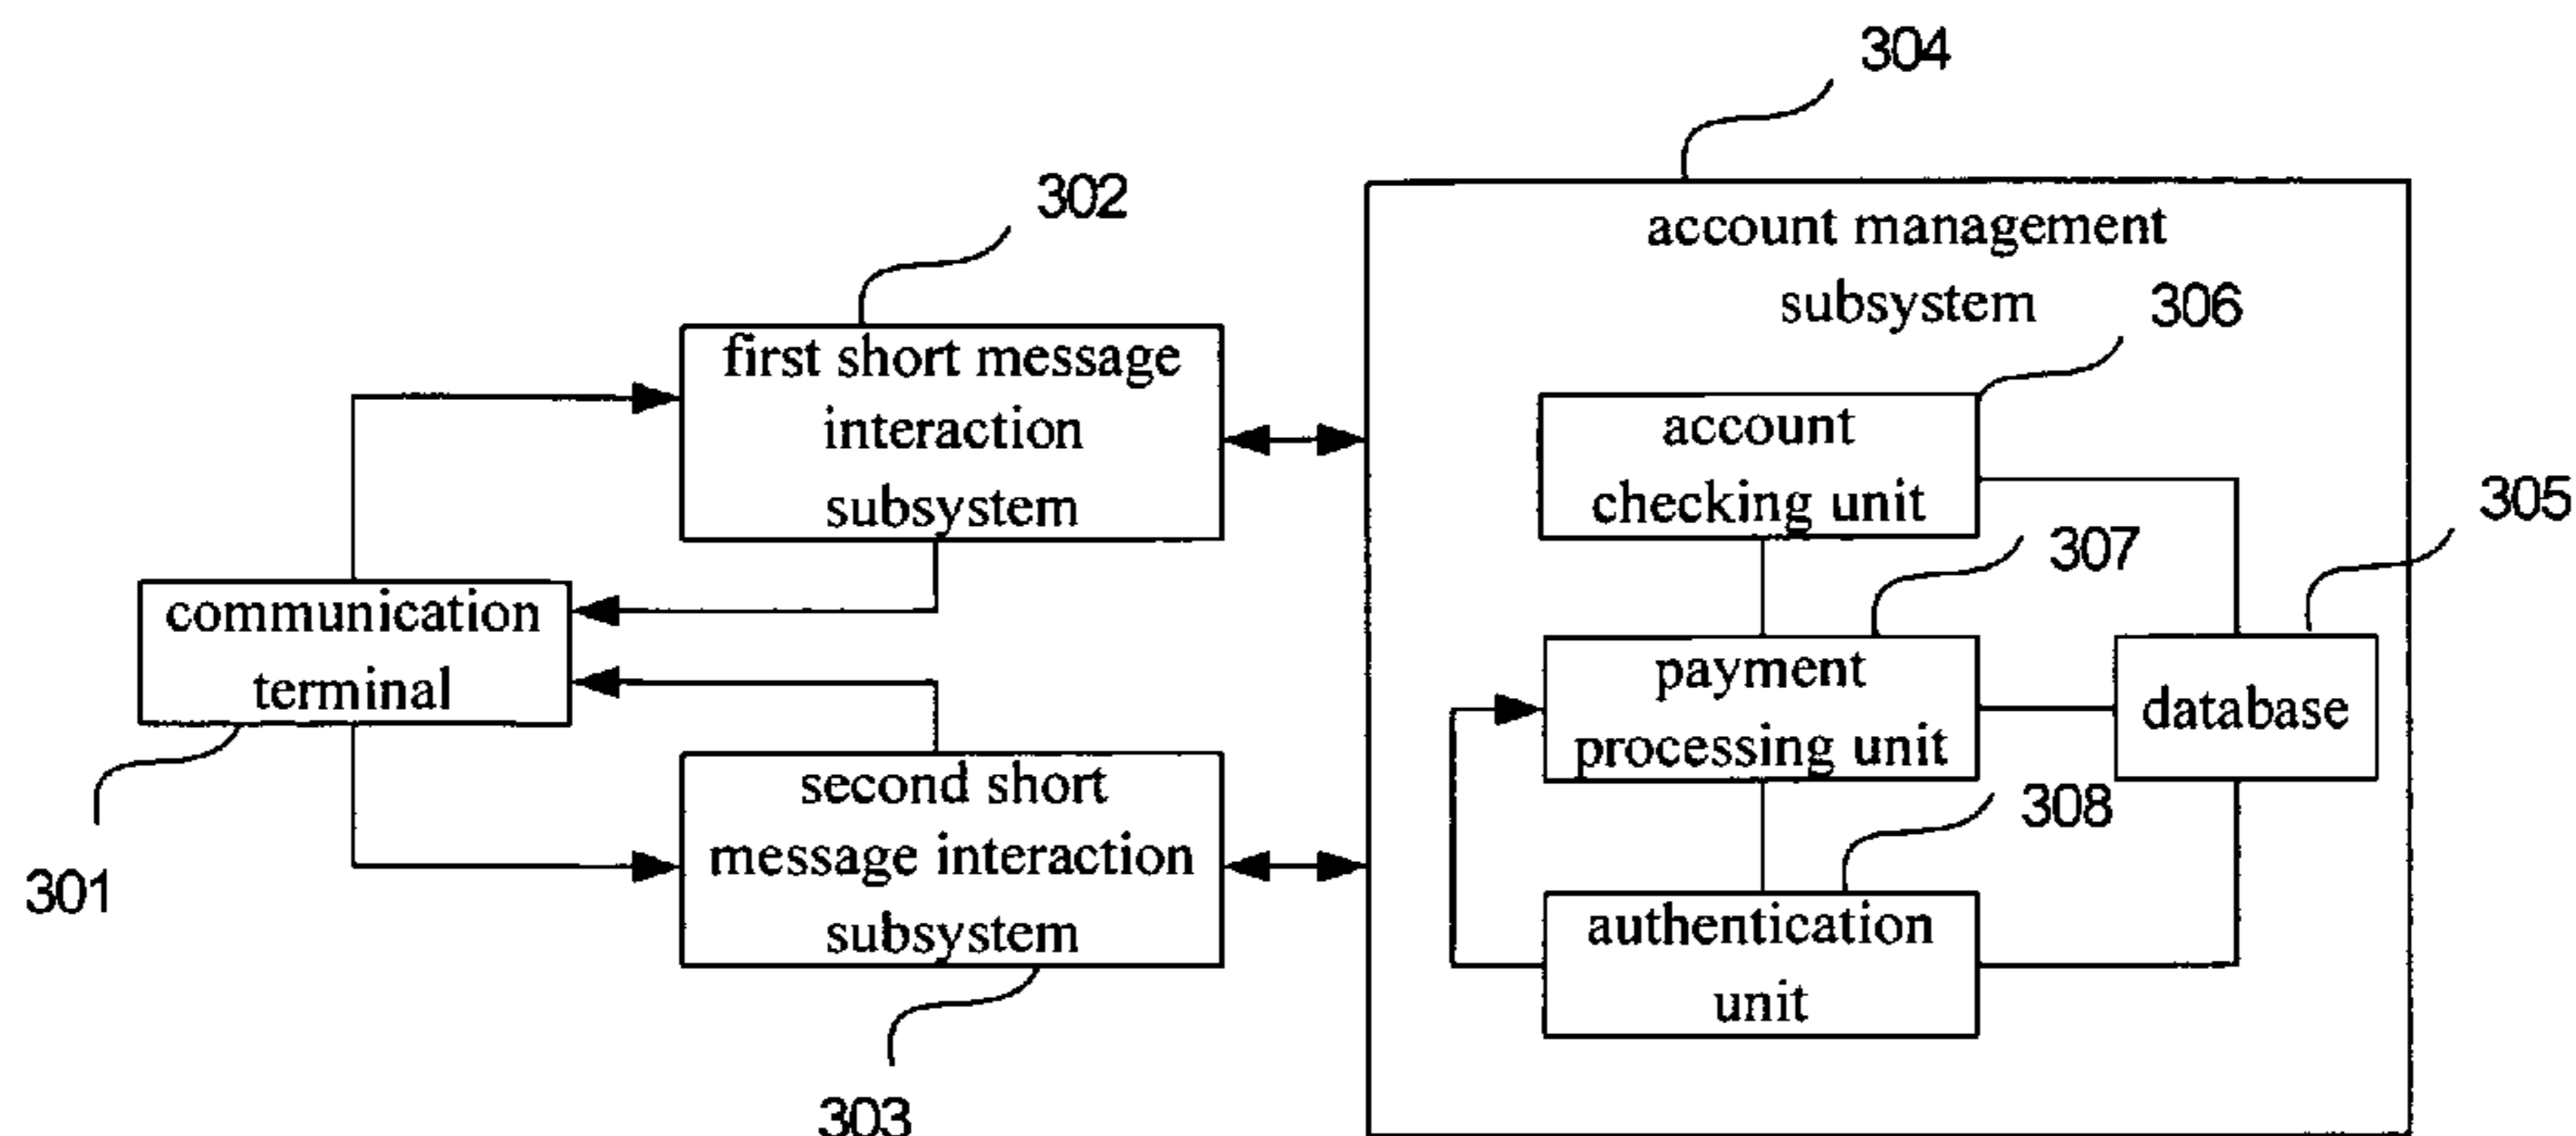 304
302
account management
subsystem
306
first short message
interaction
subsystem
account
checking unit
305
307
communication
terminal
payment
processing unit
database
second short
message interaction
subsystem
308
301
authentication
unit
303